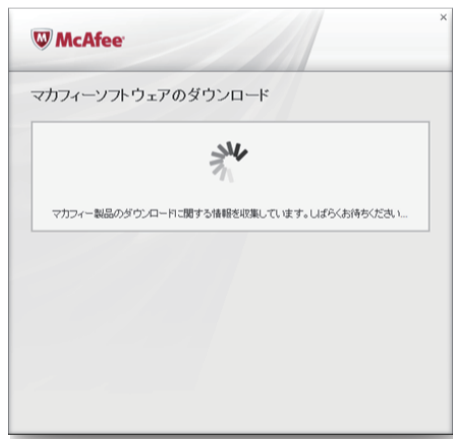 McAfee
マカフィーソフトウェアのダウンロード
マカフィー製品のダウンロードに関する情報を収集しています。しばらくお待ちください...